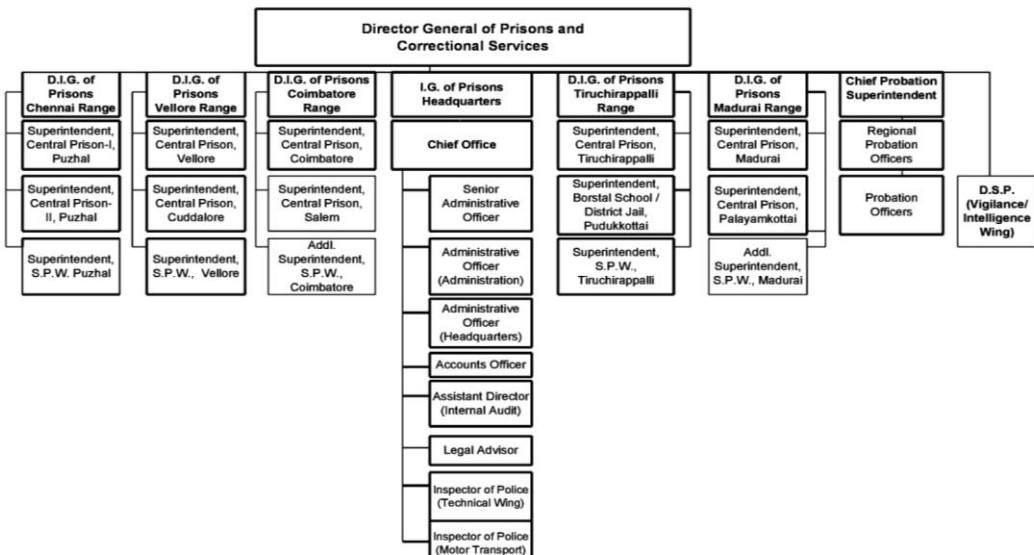 Director General of Prisons and
Correctional Services
D.I.G. of
Prisons
Chennai Range
Superintendent,
Central Prison-I,
Puzhal
Superintendent,
Central Prison-
II, Puzhal
Superintendent,
S.P.W. Puzhal
D.I.G. of
Prisons
Vellore Range
Superintendent,
Central Prison,
Vellore
Superintendent,
Central Prison,
Cuddalore
Superintendent,
S.P.W., Vellore
D.I.G. of Prisons
Coimbatore
Range
Superintendent,
Central Prison,
Coimbatore
Superintendent,
Central Prison,
Salem
Addl.
Superintendent,
S.P.W.,
Coimbatore
I.G. of Prisons
Headquarters
Chief Office
Senior
Administrative
Officer
Administrative
Officer
(Administration)
Administrative
Officer
(Headquarters)
Accounts Officer
Assistant Director
(Internal Audit)
Legal Advisor
Inspector of Police
(Technical Wing)
Inspector of Police
(Motor Transport)
D.I.G. of Prisons
Tiruchirappalli
Range
Superintendent,
Central Prison,
Tiruchirappalli
Superintendent,
Borstal School /
District Jail,
Pudukkottai
Superintendent,
S.P.W.,
Tiruchirappalli
D.I.G. of
Prisons
Madurai Range
Superintendent,
Central Prison,
Madurai
Superintendent,
Central Prison,
Palayamkottai
Addl.
Superintendent,
S.P.W., Madurai
Chief Probation
Superintendent
Regional
Probation
Officers
Probation
Officers
D.S.P.
(Vigilance/
Intelligence
Wing)